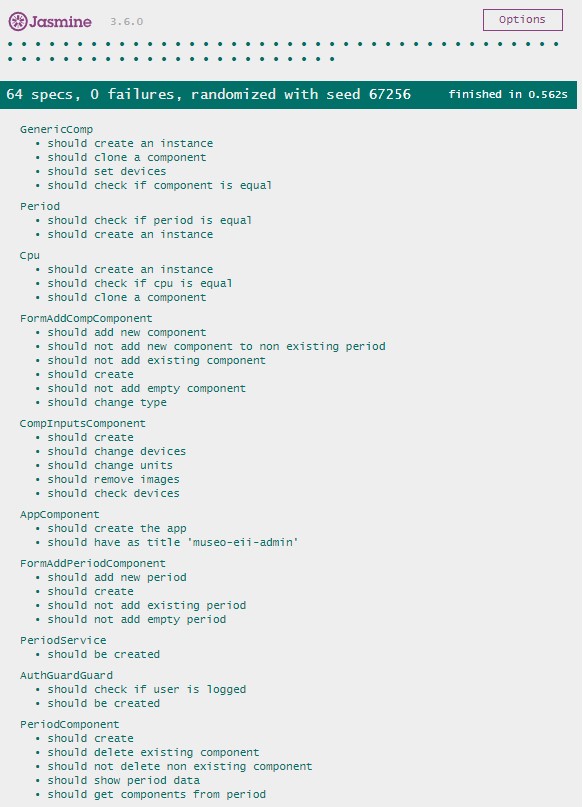 Jasmine 3.6.0 Options
64 specs, 0 failures, randomized with seed 67256 finished in 0.562s
GenericComp
• should create an instance
• should clone a component
• should set devices
• should check if component is equal
Period
• should check if period is equal
• should create an instance
Cpu
• should create an instance
• should check if cpu is equal
• should clone a component
FormAddCompComponent
• should add new component
• should not add new component to non existing period
• should not add existing component
• should create
• should not add empty component
• should change type
CompInputsComponent
• should create
• should change devices
• should change units
• should remove images
• should check devices
AppComponent
• should create the app
• should have as title 'museo-eii-admin'
FormAddPeriodComponent
• should add new period
• should create
• should not add existing period
• should not add empty period
PeriodService
• should be created
AuthGuardGuard
• should check if user is logged
• should be created
PeriodComponent
• should create
• should delete existing component
• should not delete non existing component
• should show period data
• should get components from period